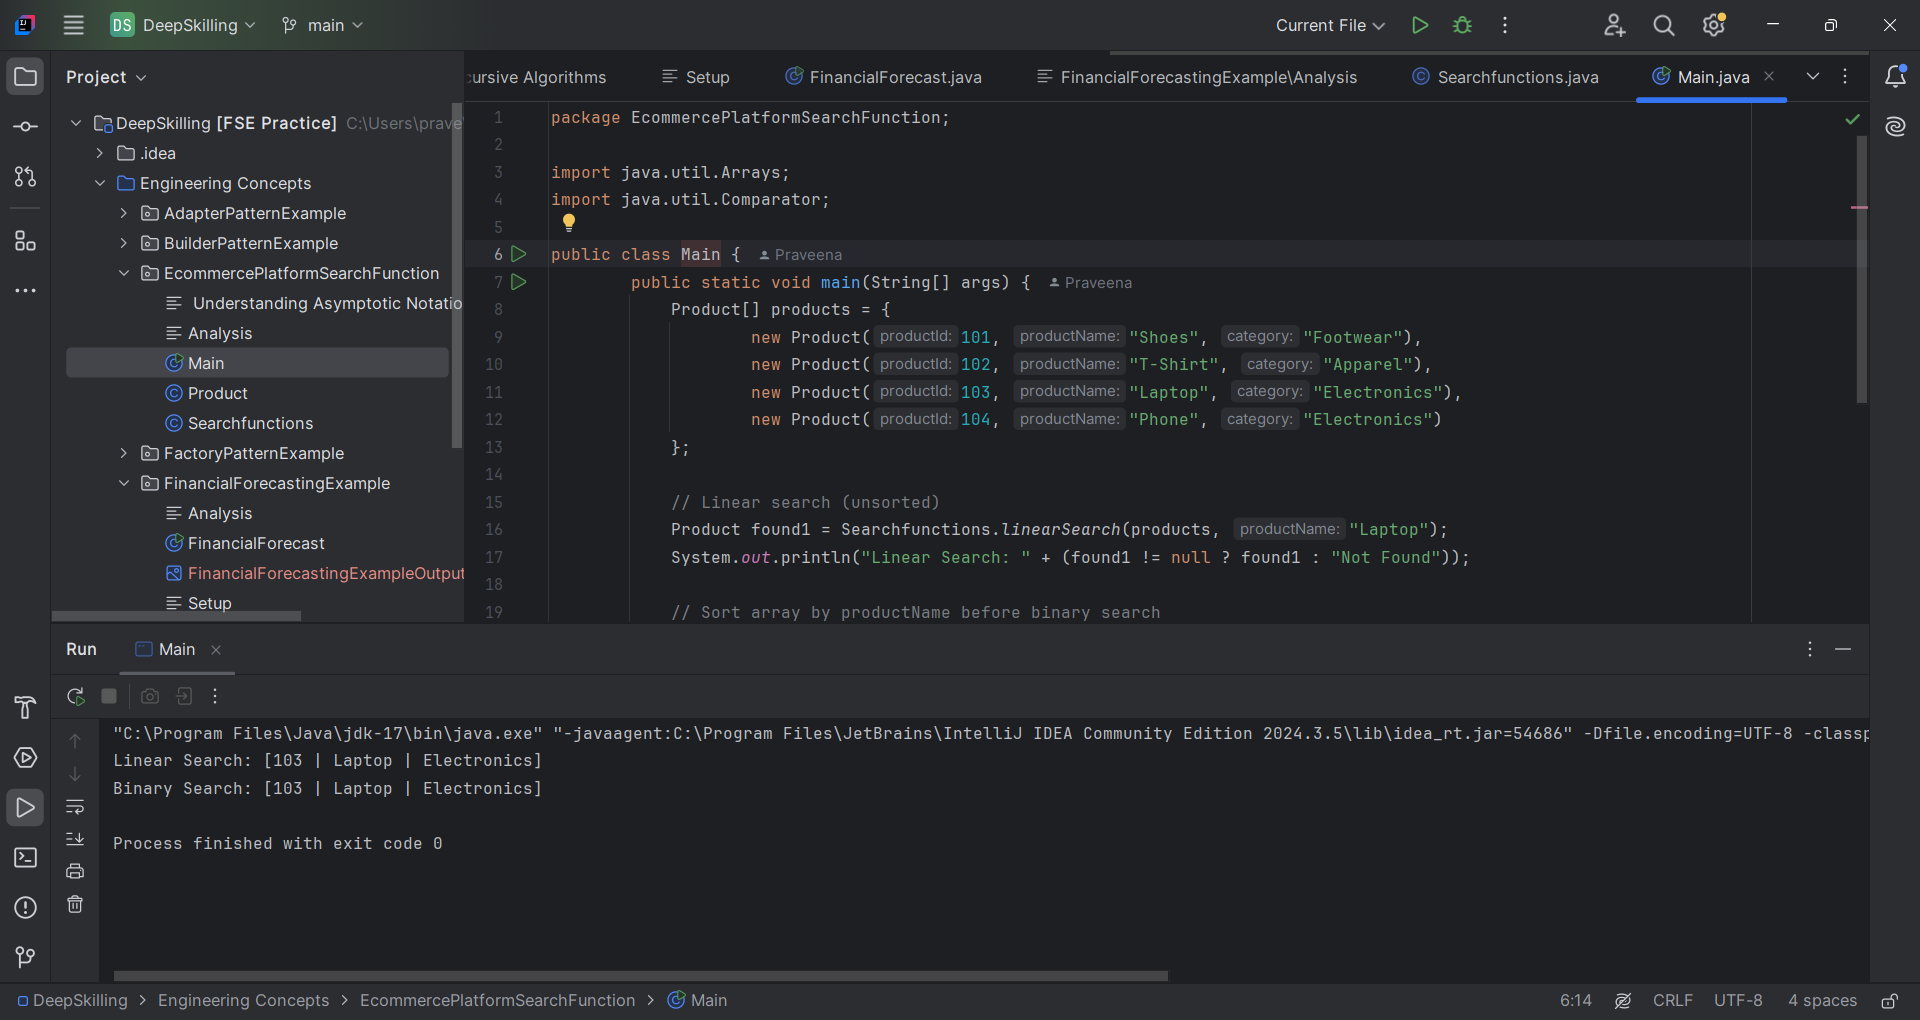 DS DeepSkilling main Current File
Project
DeepSkilling [FSE Practice] C:\Users\prave
.idea
Engineering Concepts
AdapterPatternExample
BuilderPatternExample
EcommercePlatformSearchFunction
Understanding Asymptotic Notatio
Analysis
Main
Product
Searchfunctions
FactoryPatternExample
FinancialForecastingExample
Analysis
FinancialForecast
FinancialForecastingExampleOutput
Setup
cursive Algorithms Setup FinancialForecast.java FinancialForecastingExample\Analysis Searchfunctions.java Main.java
1 package EcommercePlatformSearchFunction;
2
3 import java.util.Arrays;
4 import java.util.Comparator;
5
6 public class Main { Praveena
7 public static void main(String[] args) { Praveena
8 Product[] products = {
9 new Product( productId: 101, productName: "Shoes", category: "Footwear"),
10 new Product( productId: 102, productName: "T-Shirt", category: "Apparel"),
11 new Product( productId: 103, productName: "Laptop", category: "Electronics"),
12 new Product( productId: 104, productName: "Phone", category: "Electronics")
13 };
14
15 // Linear search (unsorted)
16 Product found1 = Searchfunctions.linearSearch(products, productName: "Laptop");
17 System.out.println("Linear Search: " + (found1 != null ? found1 : "Not Found"));
18
19 // Sort array by productName before binary search
Run Main
"C:\Program Files\Java\jdk-17\bin\java.exe" "-javaagent:C:\Program Files\JetBrains\IntelliJ IDEA Community Edition 2024.3.5\lib\idea_rt.jar=54686" -Dfile.encoding=UTF-8 -classp
Linear Search: [103 | Laptop | Electronics]
Binary Search: [103 | Laptop | Electronics]
Process finished with exit code 0
DeepSkilling > Engineering Concepts > EcommercePlatformSearchFunction > Main 6:14 CRLF UTF-8 4 spaces